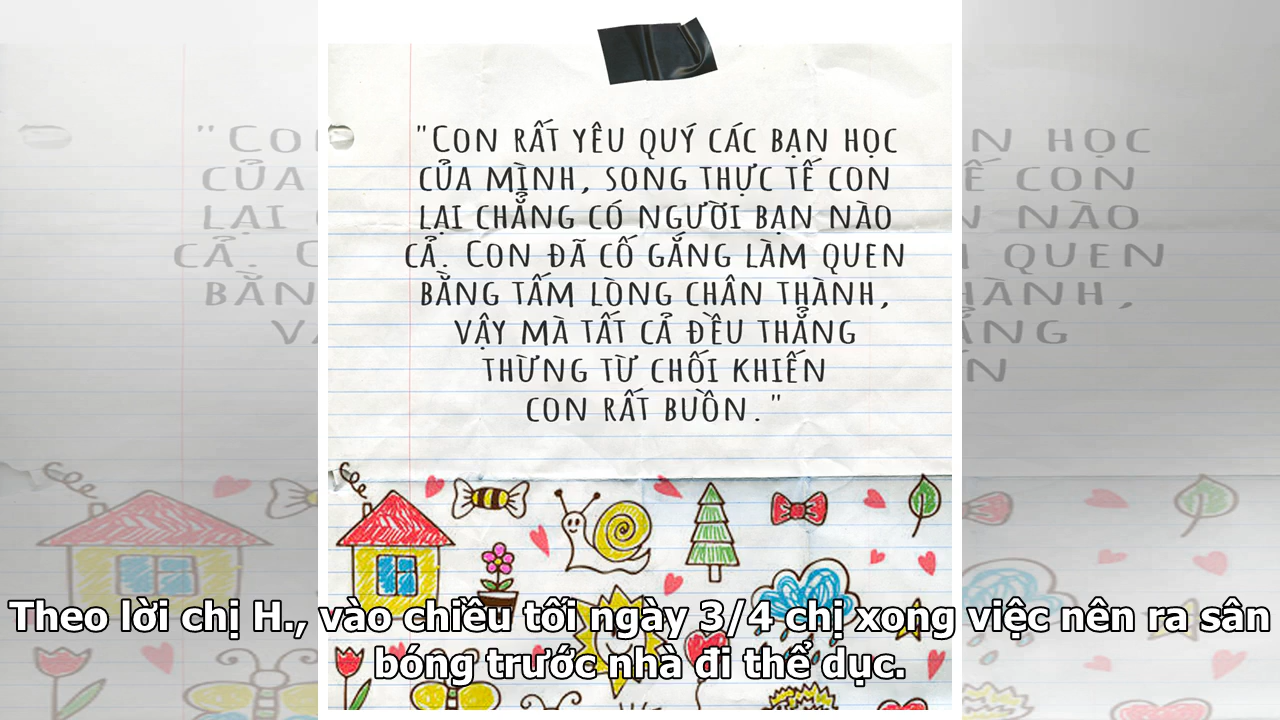 "Con rất yêu quý các bạn học
của mình, song thực tế con
lại chẳng có người bạn nào
cả. Con đã cố gắng làm quen
bằng tấm lòng chân thành,
vậy mà tất cả đều thẳng
thừng từ chối khiến
con rất buồn."
Theo lời chị H., vào chiều tối ngày 3/4 chị xong việc nên ra sân
bóng trước nhà đi thể dục.